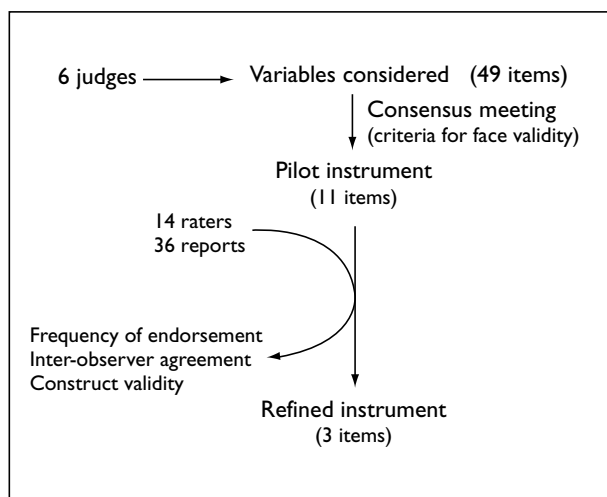 6 judges
Variables considered (49 items)
Consensus meeting
(criteria for face validity)
Pilot instrument
(11 items)
14 raters
36 reports
Frequency of endorsement
Inter-observer agreement
Construct validity
Refined instrument
(3 items)